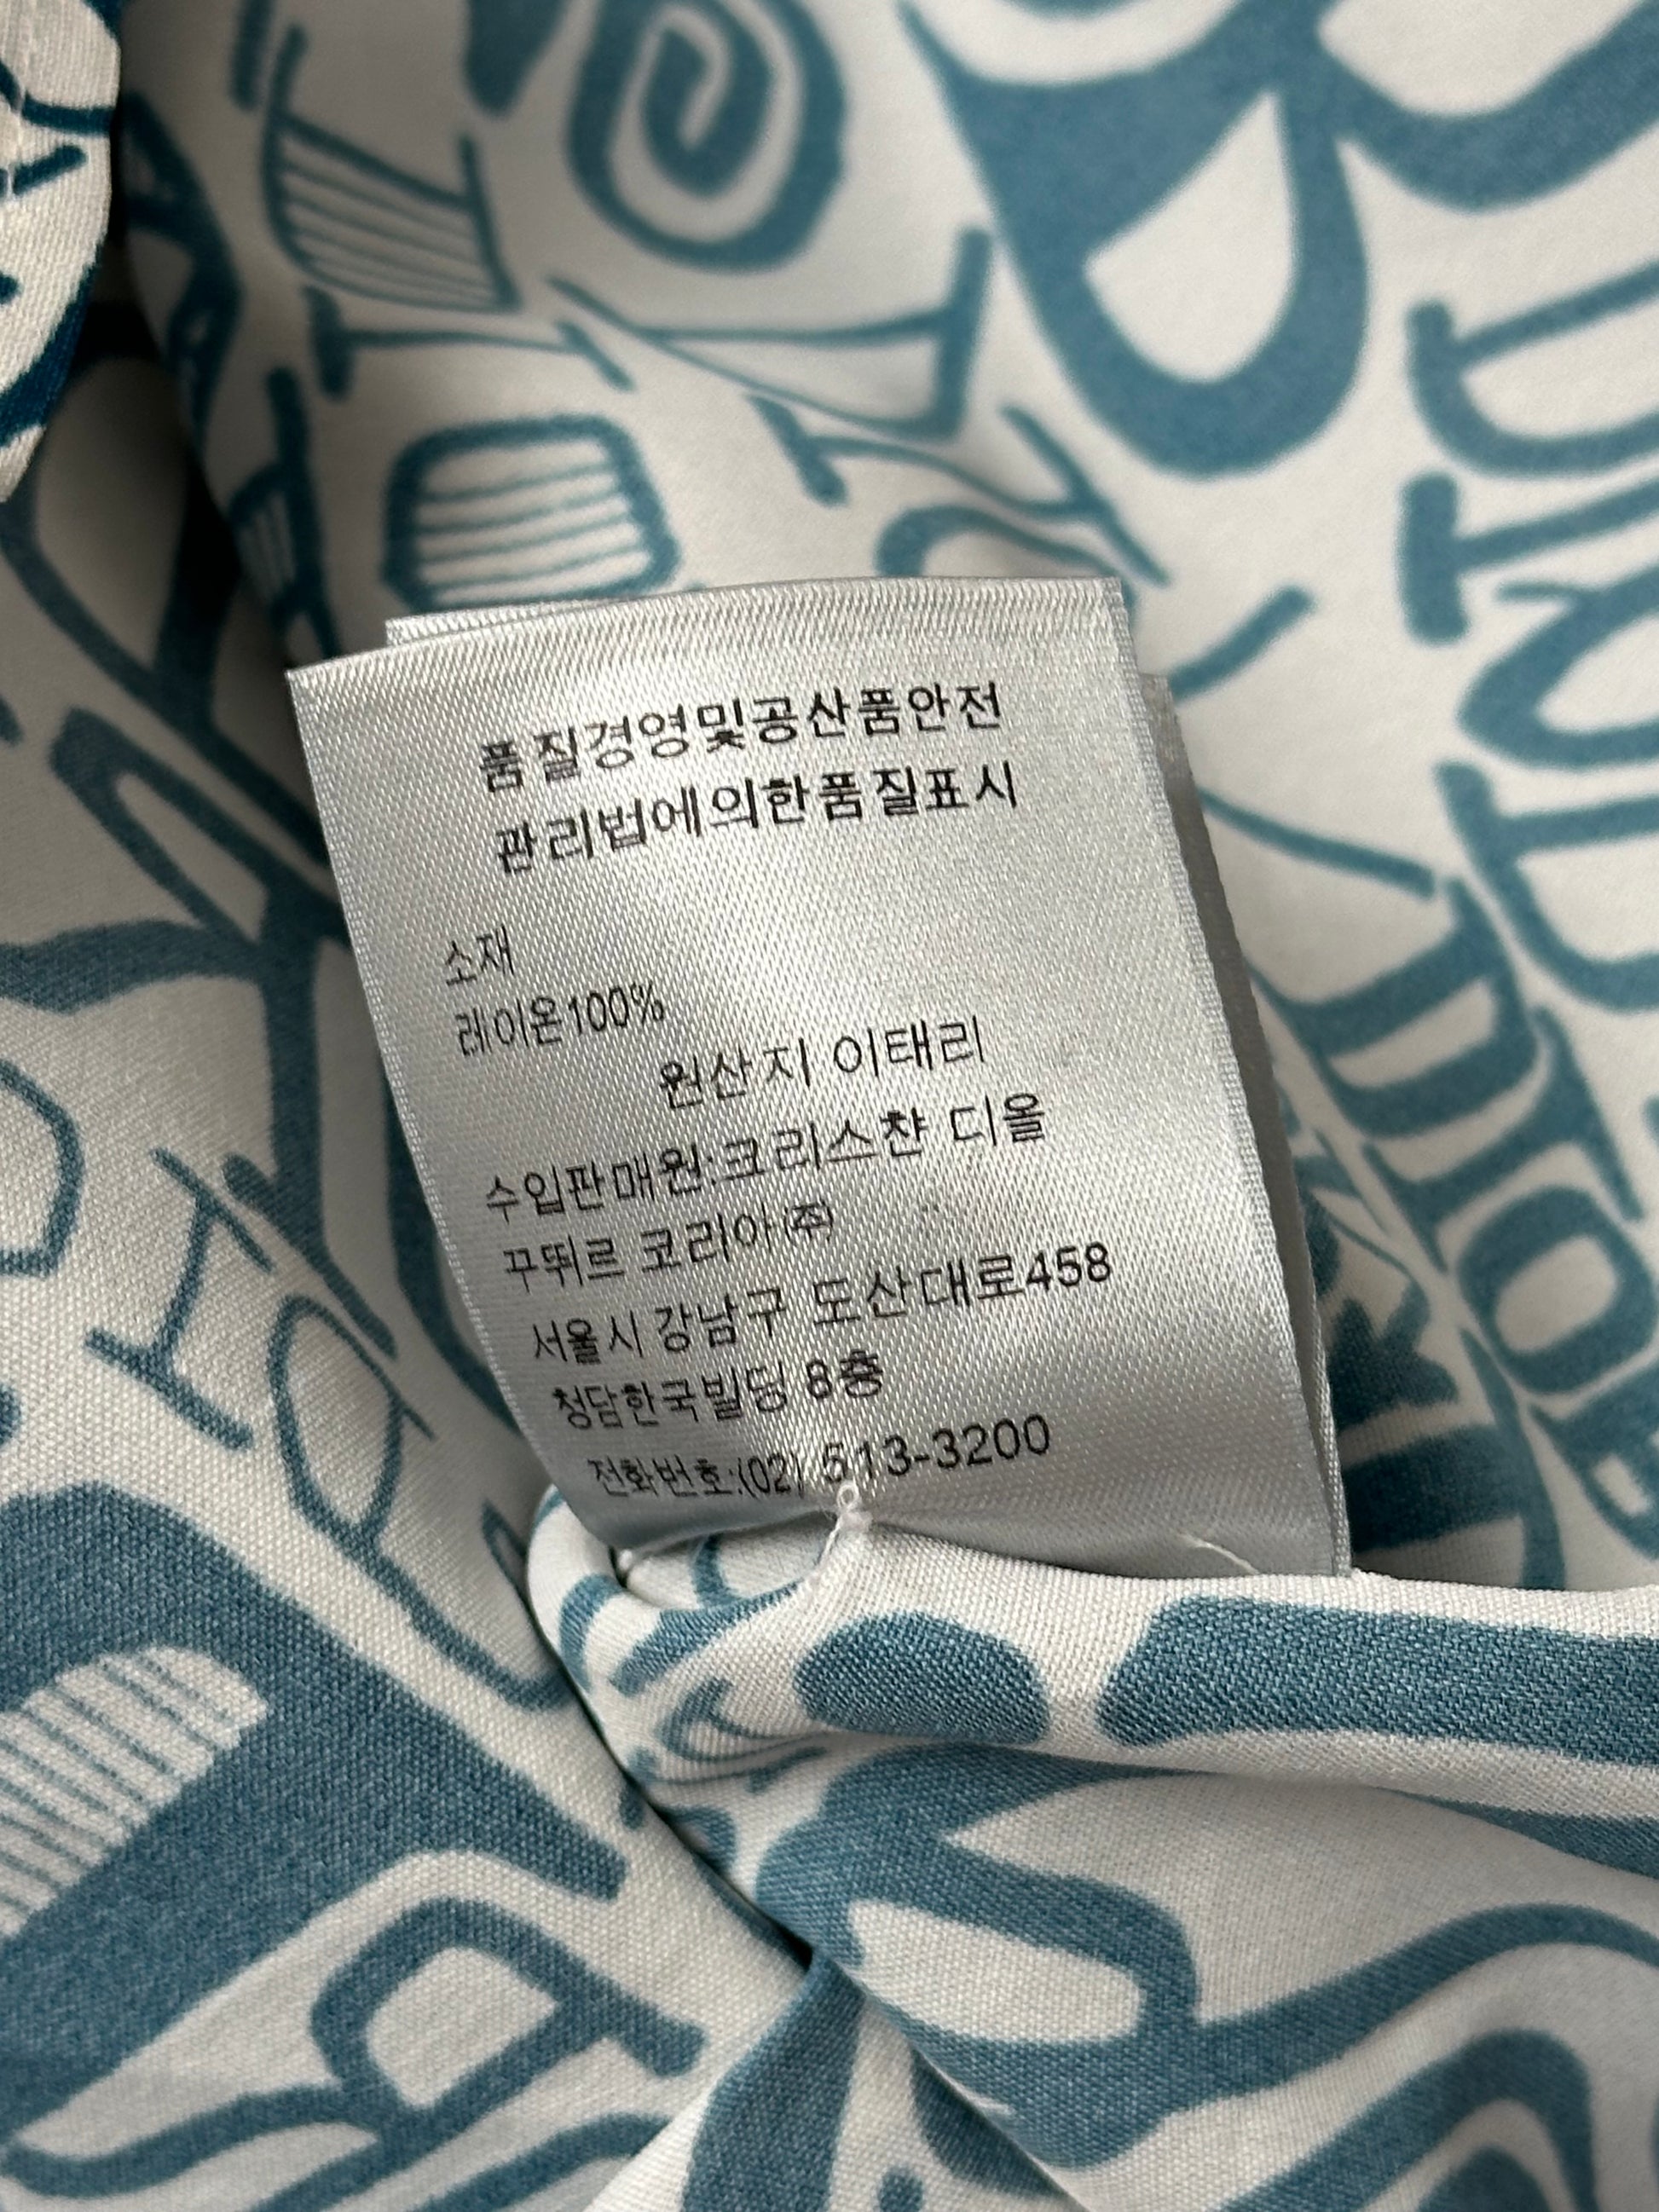 품질경영및공산품안전
관리법에의한품질표시
소재
레이온100%
원산지 이태리
수입판매원:크리스챤 디올
꾸뛰르 코리아(주)
서울시 강남구 도산대로458
청담한국빌딩 8층
전화번호:(02) 513-3200
DIOR